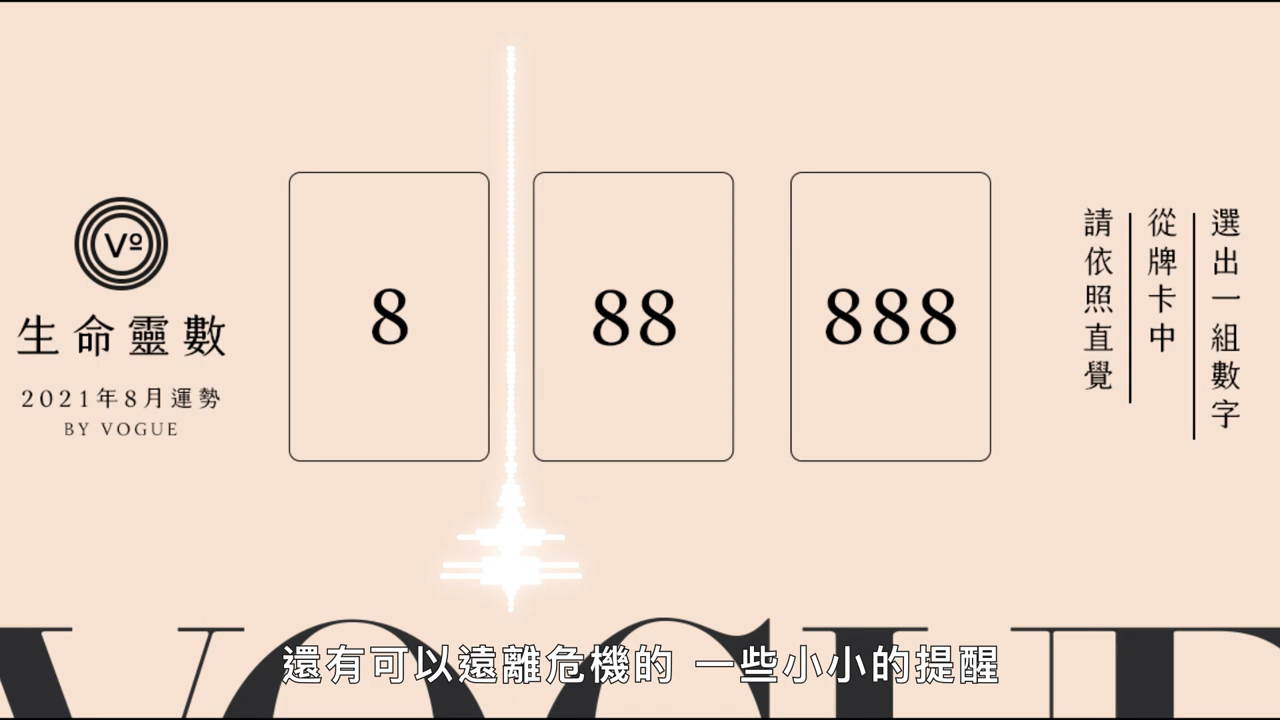 Vº
生命靈數
2021年8月運勢
BY VOGUE
8
88
888
選出一組數字
從牌卡中
請依照直覺
VOGUE
還有可以遠離危機的 一些小小的提醒